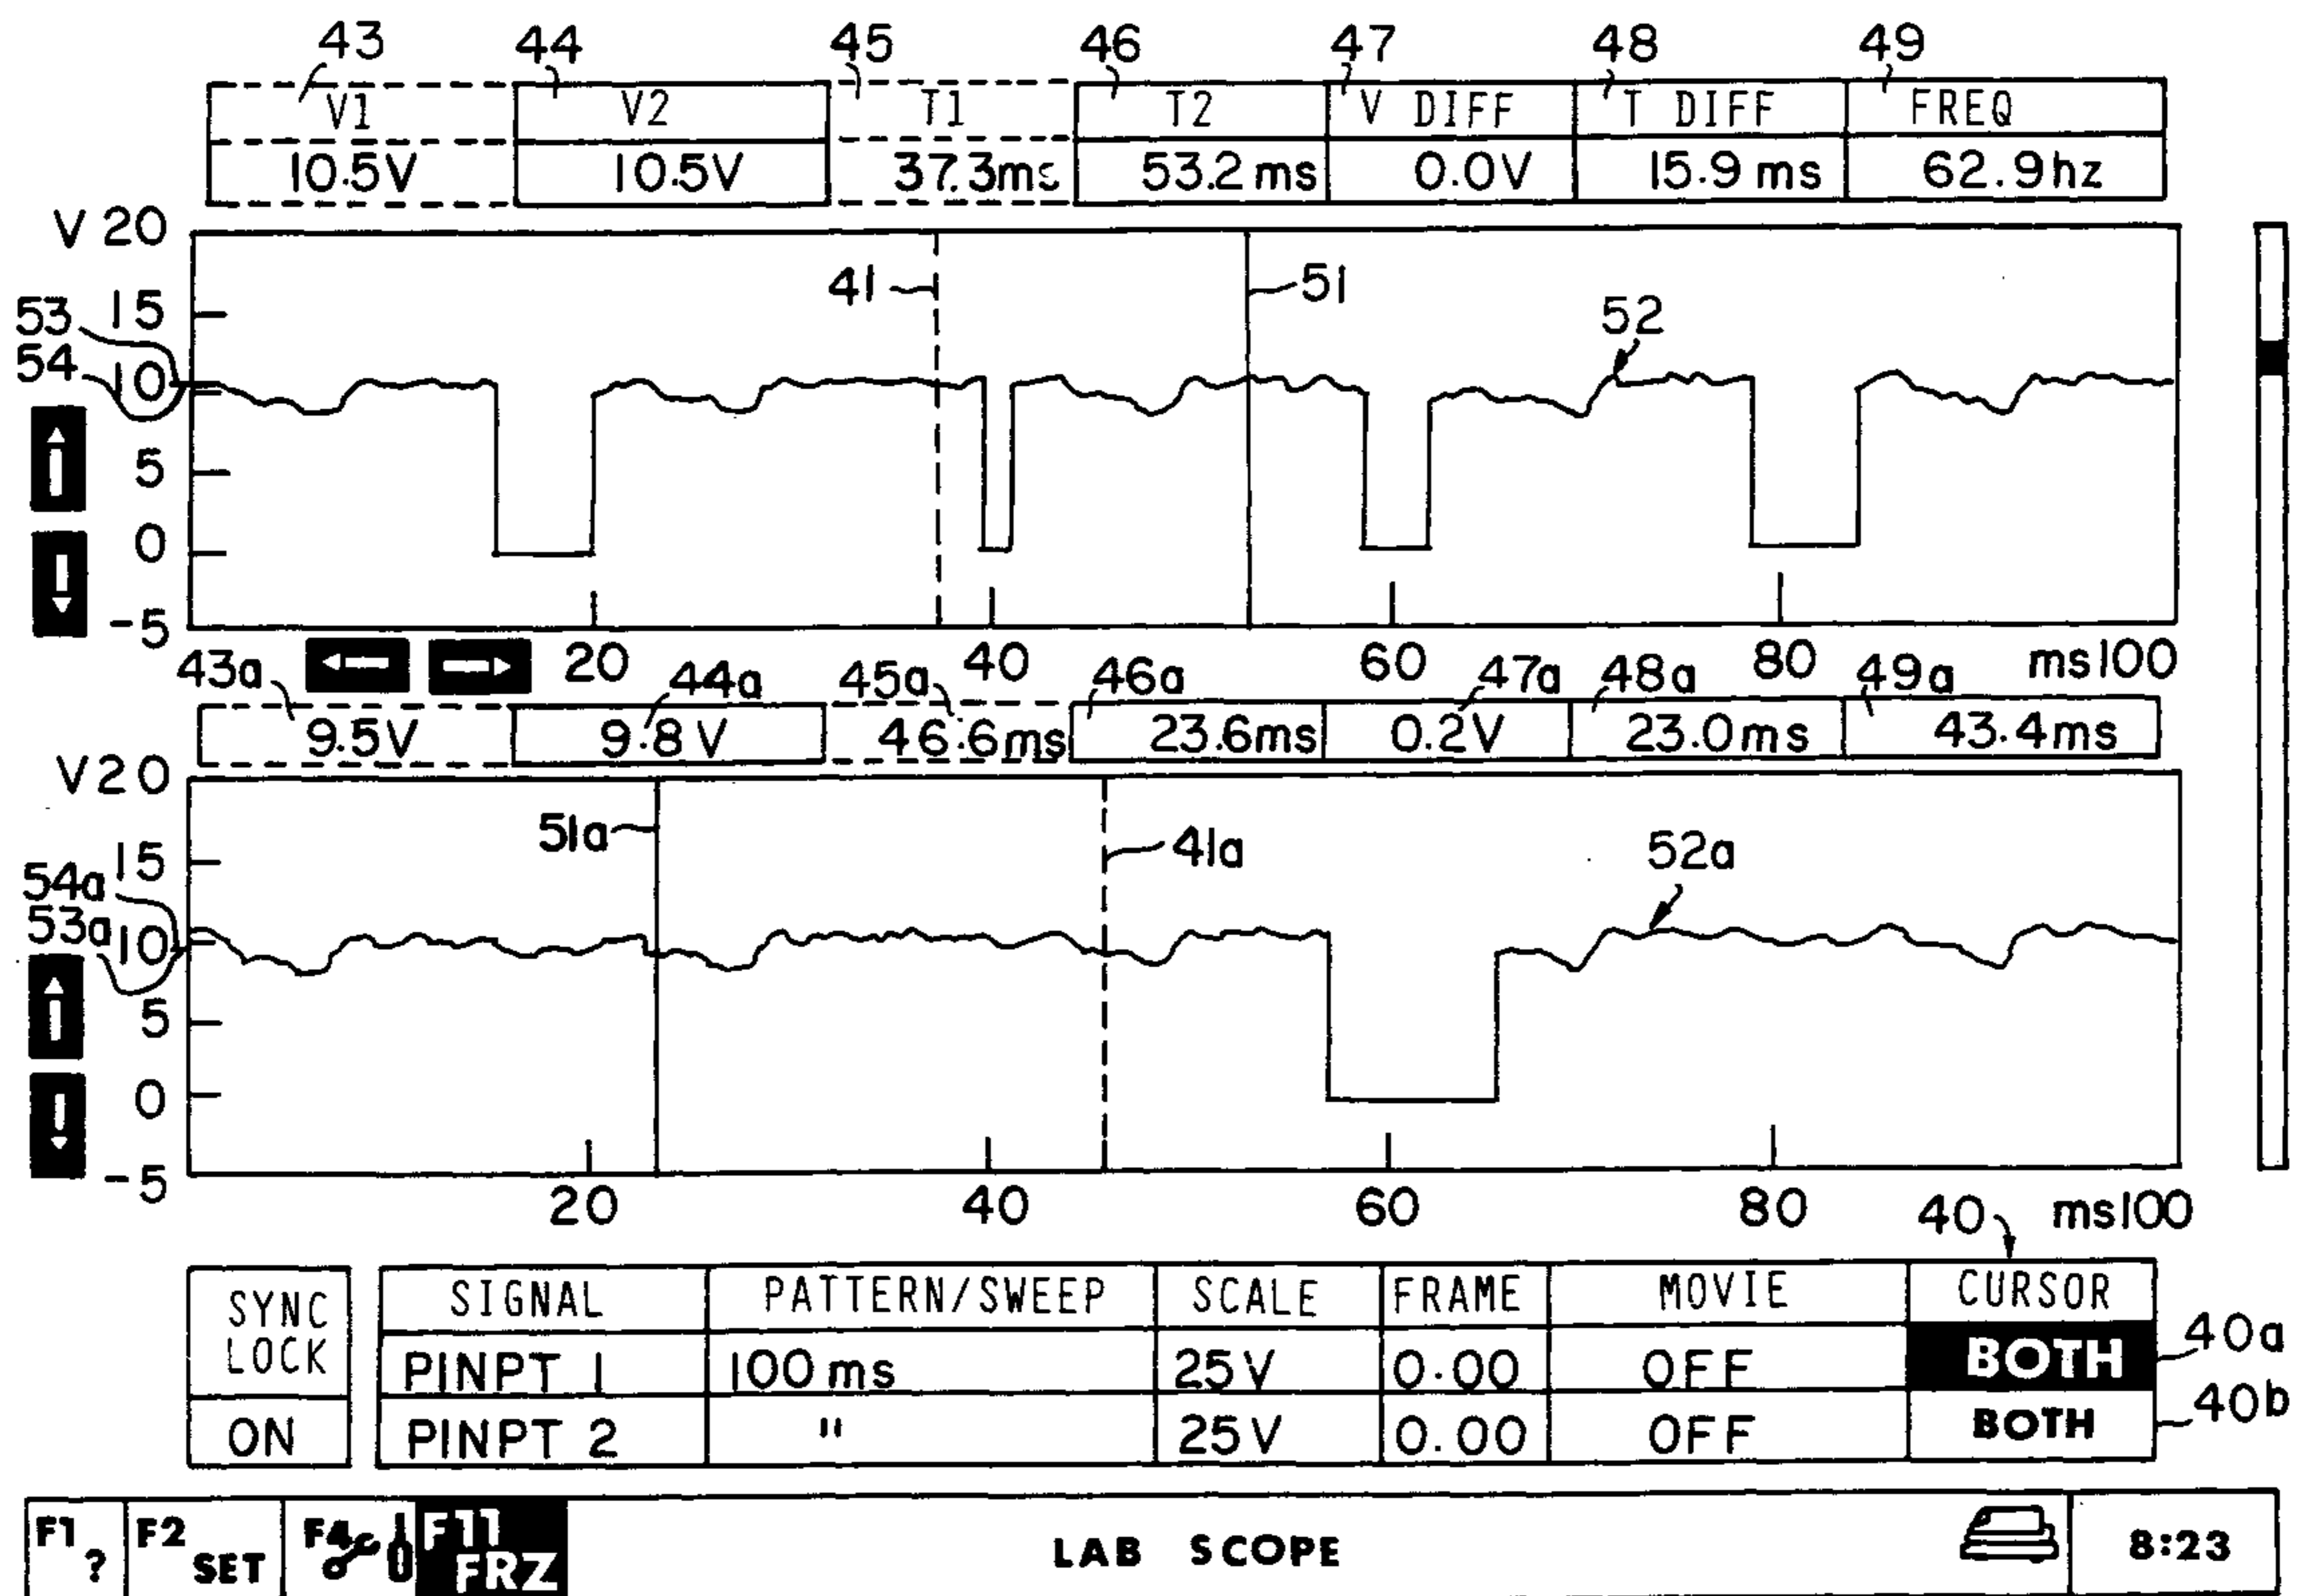 43 44 45 46 47 48 49
V1 V2 T1 T2 V DIFF T DIFF FREQ
10.5V 10.5V 37.3ms 53.2 ms 0.0V 15.9 ms 62.9hz
V 20
41 51
53 15 52
54 10
5
0
-5
20 40 60 80 ms100
43a 44a 45a 46a 47a 48a 49a
9.5V 9.8V 46.6ms 23.6ms 0.2V 23.0ms 43.4ms
V20
51a 41a 52a
54a 15
53a 10
5
0
-5
20 40 60 80 ms100
40
SYNC LOCK SIGNAL PATTERN/SWEEP SCALE FRAME MOVIE CURSOR
PINPT 1 100 ms 25V 0.00 OFF BOTH 40a
ON PINPT 2 " 25V 0.00 OFF BOTH 40b
F1 ? F2 SET F4 F11 FRZ LAB SCOPE 8:23